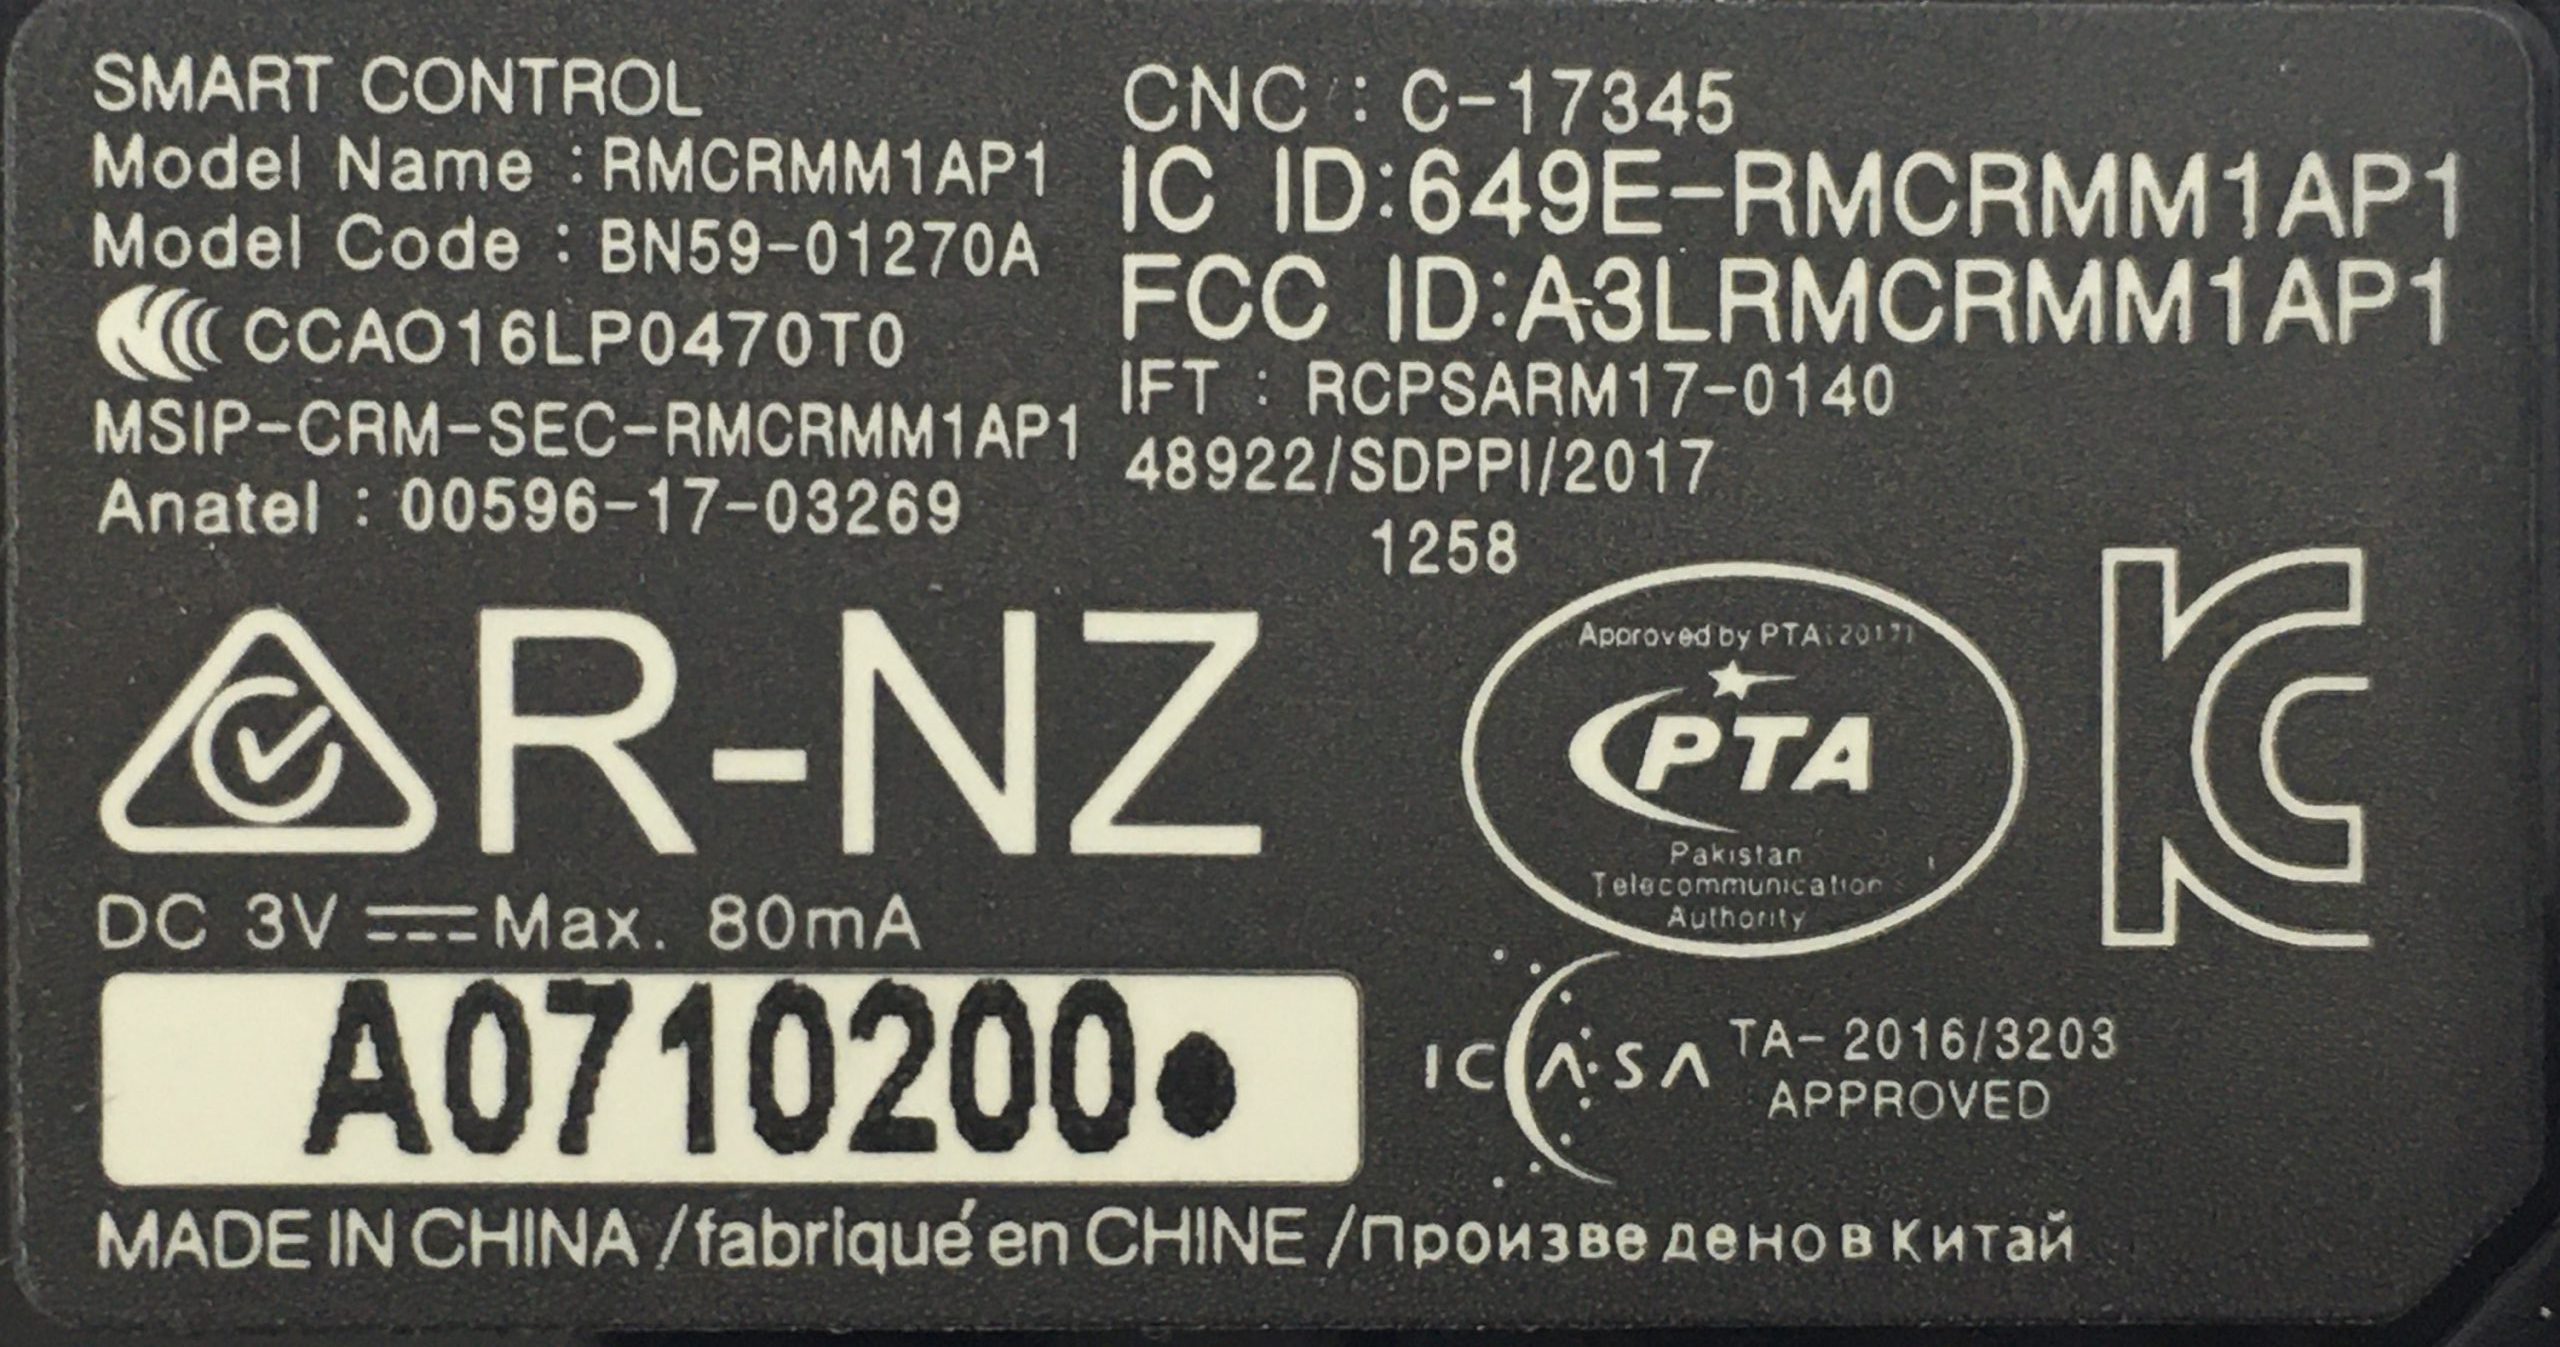 SMART CONTROL
Model Name : RMCRMM1AP1
Model Code : BN59-01270A
CCAO16LP0470T0
MSIP-CRM-SEC-RMCRMM1AP1
Anatel : 00596-17-03269
CNC : C-17345
IC ID:649E-RMCRMM1AP1
FCC ID:A3LRMCRMM1AP1
IFT : RCPSARM17-0140
48922/SDPPI/2017
1258
R-NZ
Approved by PTA (2017)
PTA
Pakistan
Telecommunication
Authority
DC 3V Max. 80mA
A0710200●
ICASA
TA- 2016/3203
APPROVED
MADE IN CHINA /fabriqué en CHINE /Произведено в Китай